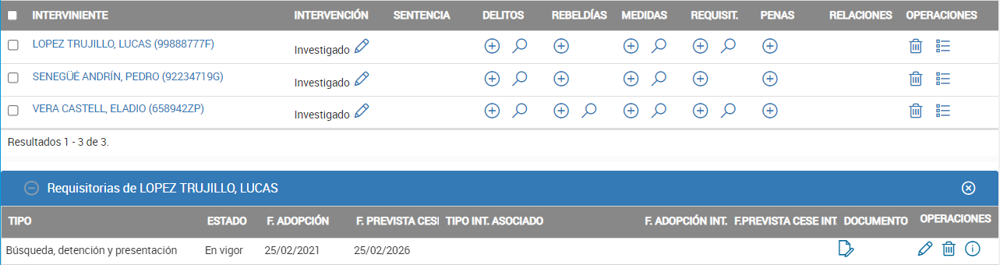 INTERVINIENTE INTERVENCIÓN SENTENCIA DELITOS REBELDÍAS MEDIDAS REQUISIT. PENAS RELACIONES OPERACIONES
LOPEZ TRUJILLO, LUCAS (99888777F) Investigado
SENEGÜÉ ANDRÍN, PEDRO (92234719G) Investigado
VERA CASTELL, ELADIO (658942ZP) Investigado
Resultados 1 - 3 de 3.
Requisitorias de LOPEZ TRUJILLO, LUCAS
TIPO ESTADO F. ADOPCIÓN F. PREVISTA CESI TIPO INT. ASOCIADO F. ADOPCIÓN INT. F.PREVISTA CESE INT. DOCUMENTO OPERACIONES
Búsqueda, detención y presentación En vigor 25/02/2021 25/02/2026